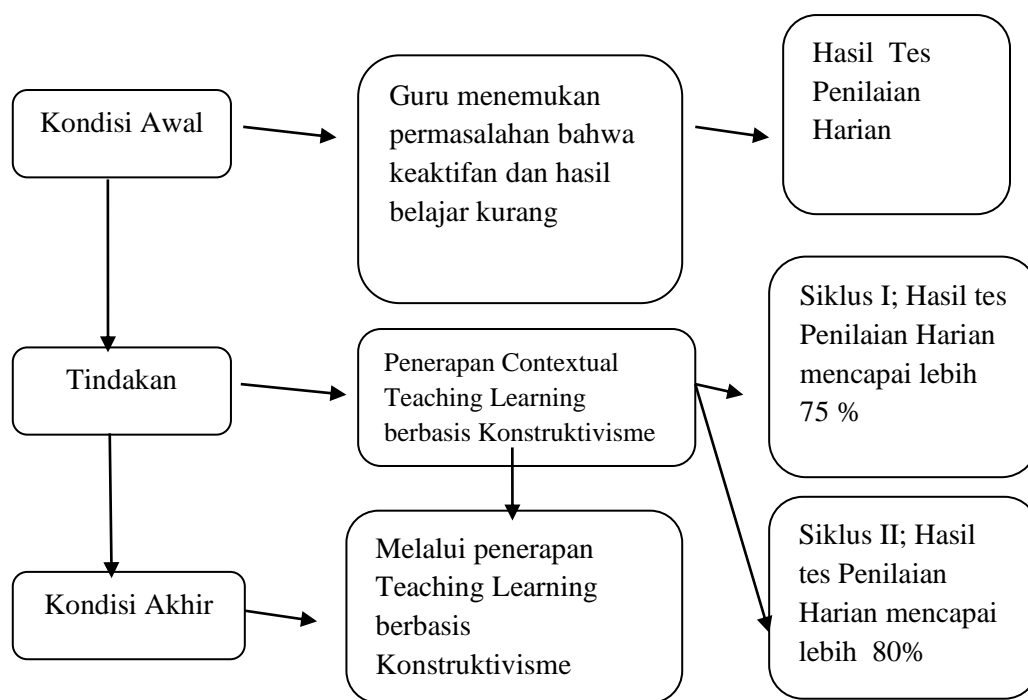 Kondisi Awal
Guru menemukan
permasalahan bahwa
keaktifan dan hasil
belajar kurang
Hasil Tes
Penilaian
Harian
Tindakan
Penerapan Contextual
Teaching Learning
berbasis Konstruktivisme
Siklus I; Hasil tes
Penilaian Harian
mencapai lebih
75 %
Kondisi Akhir
Melalui penerapan
Teaching Learning
berbasis
Konstruktivisme
Siklus II; Hasil
tes Penilaian
Harian mencapai
lebih 80%